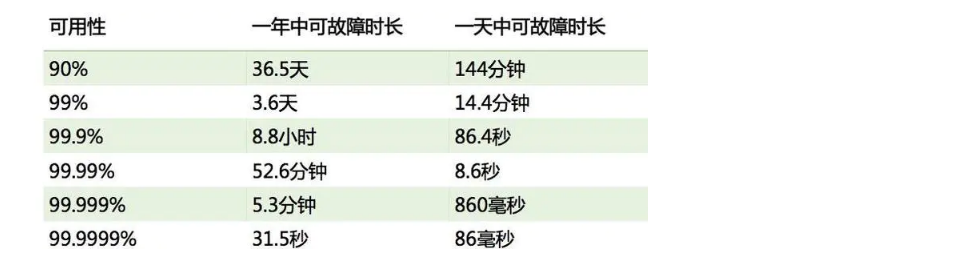 可用性 一年中可故障时长 一天中可故障时长
90% 36.5天 144分钟
99% 3.6天 14.4分钟
99.9% 8.8小时 86.4秒
99.99% 52.6分钟 8.6秒
99.999% 5.3分钟 860毫秒
99.9999% 31.5秒 86毫秒